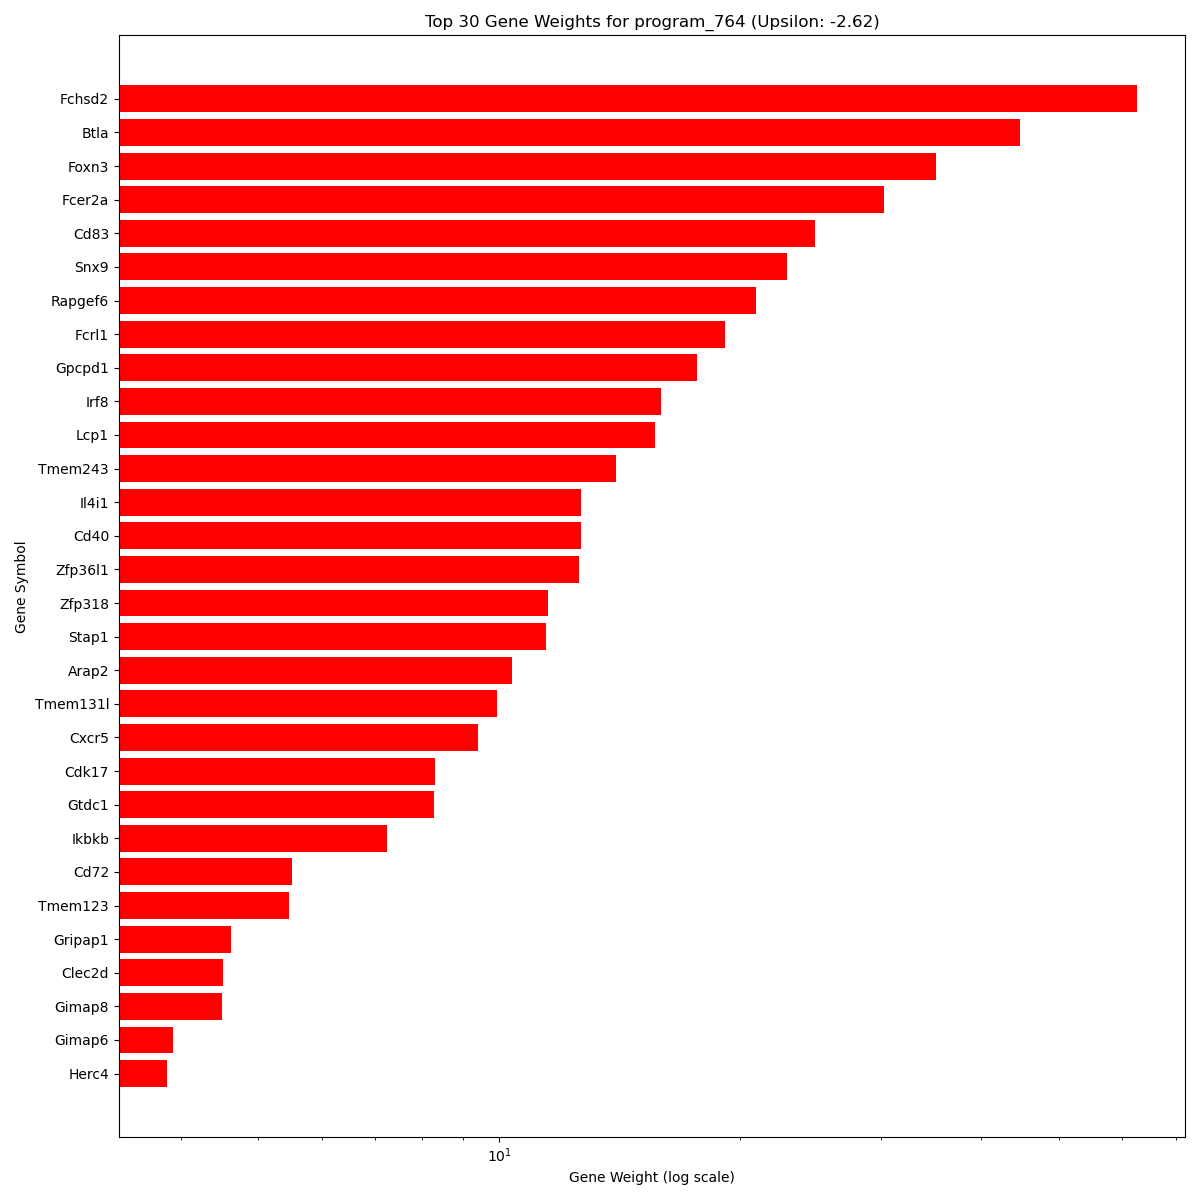 Top 30 Gene Weights for program_764 (Upsilon: -2.62)
Fchsd2
Btla
Foxn3
Fcer2a
Cd83
Snx9
Rapgef6
Fcrl1
Gpcpd1
Irf8
Lcp1
Tmem243
Il4i1
Cd40
Zfp36l1
Zfp318
Stap1
Arap2
Tmem131l
Cxcr5
Cdk17
Gtdc1
Ikbkb
Cd72
Tmem123
Gripap1
Clec2d
Gimap8
Gimap6
Herc4
Gene Symbol
10¹
Gene Weight (log scale)